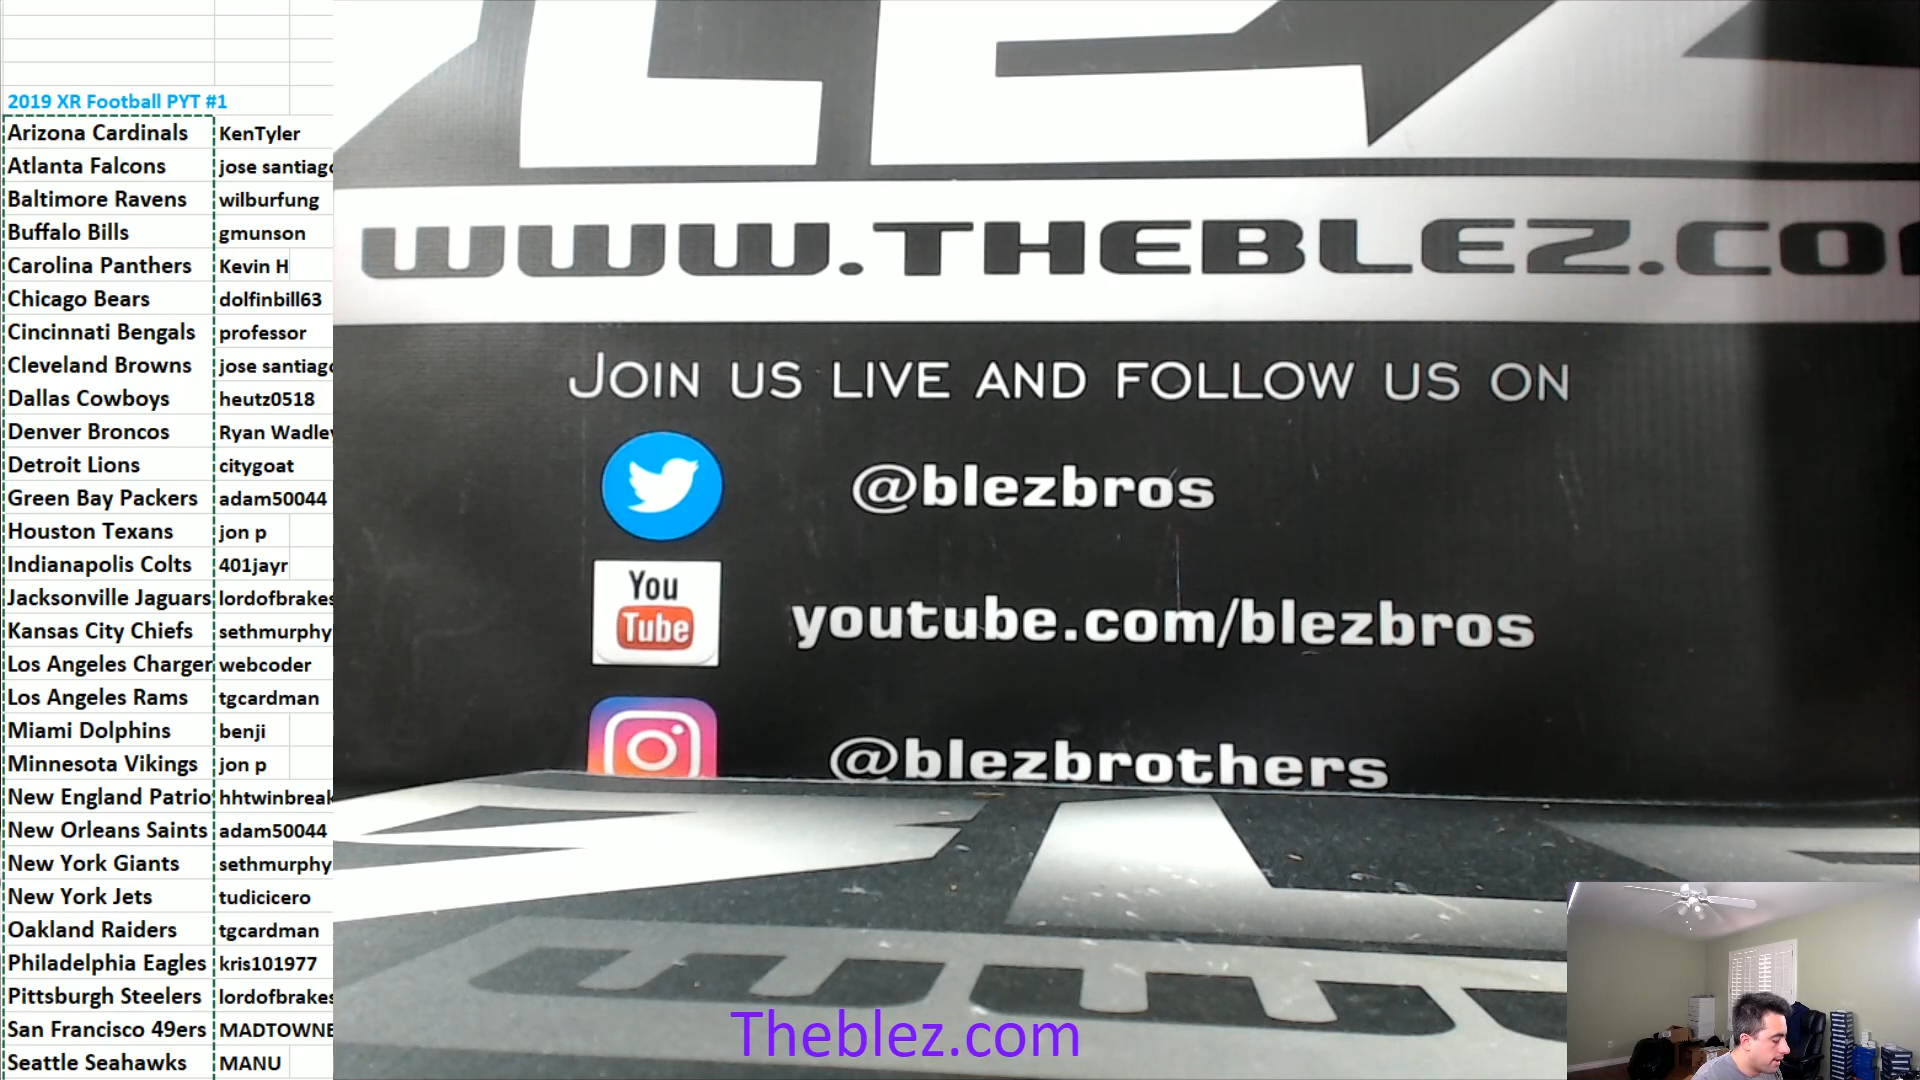 2019 XR Football PYT #1
Arizona Cardinals KenTyler
Atlanta Falcons jose santiago
Baltimore Ravens wilburfung
Buffalo Bills gmunson
Carolina Panthers Kevin H
Chicago Bears dolfinbill63
Cincinnati Bengals professor
Cleveland Browns jose santiago
Dallas Cowboys heutz0518
Denver Broncos Ryan Wadley
Detroit Lions citygoat
Green Bay Packers adam50044
Houston Texans jon p
Indianapolis Colts 401jayr
Jacksonville Jaguars lordofbrakes
Kansas City Chiefs sethmurphy
Los Angeles Charger webcoder
Los Angeles Rams tgcardman
Miami Dolphins benji
Minnesota Vikings jon p
New England Patrio hhtwinbreak
New Orleans Saints adam50044
New York Giants sethmurphy
New York Jets tudicicero
Oakland Raiders tgcardman
Philadelphia Eagles kris101977
Pittsburgh Steelers lordofbrakes
San Francisco 49ers MADTOWNE
Seattle Seahawks MANU
WWW.THEBLEZ.CO
JOIN US LIVE AND FOLLOW US ON
@blezbros
You
Tube
youtube.com/blezbros
@blezbrothers
Theblez.com